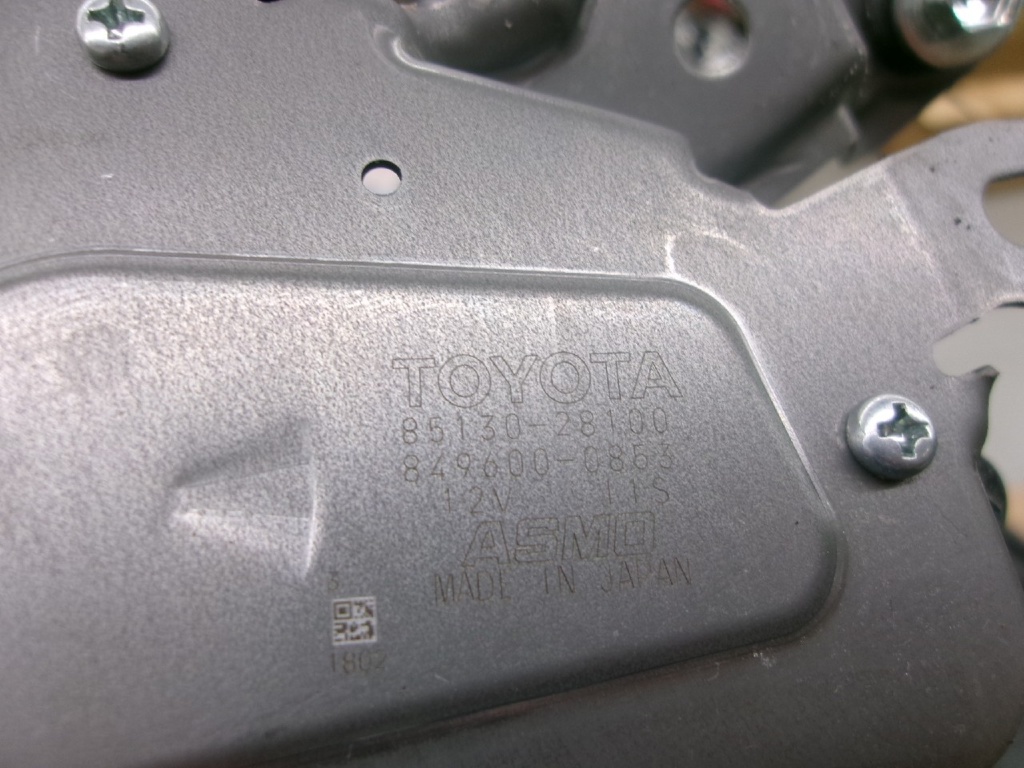 TOYOTA
85130-28100
849600-0863
12V
ASMO
MADE IN JAPAN
1802